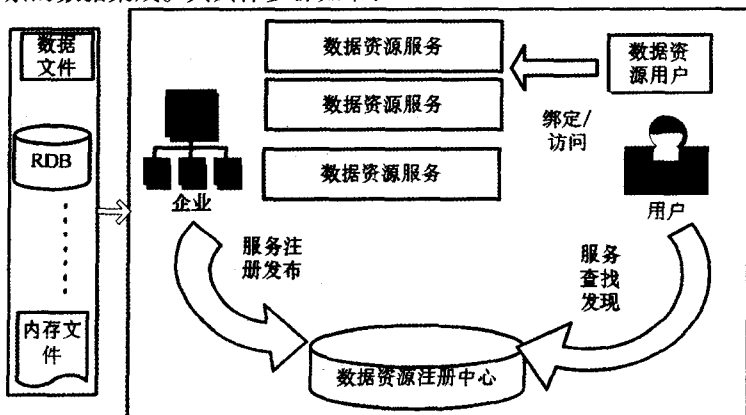 数据
文件
RDB
内存文
件
数据资源服务
数据资源服务
数据资源服务
企业
数据资
源用户
绑定/
访问
用户
服务注
册发布
服务
查找
发现
数据资源注册中心